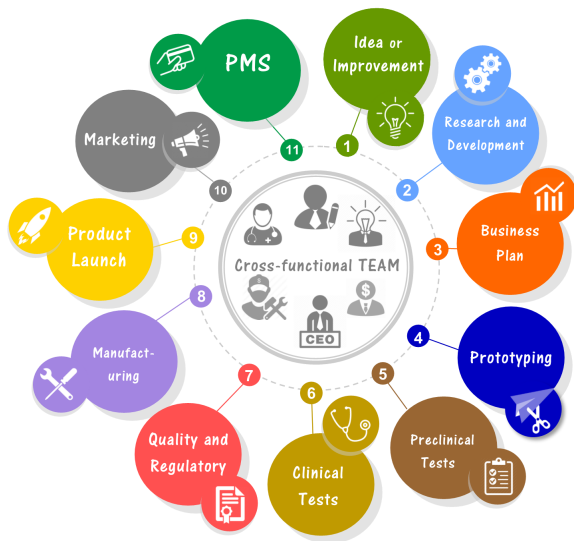 Idea or
Improvement
1
Research and
Development
2
Business
Plan
3
Prototyping
4
Preclinical
Tests
5
Clinical
Tests
6
Quality and
Regulatory
7
Manufact-
uring
8
Product
Launch
9
Marketing
10
PMS
11
Cross-functional TEAM
$
CEO